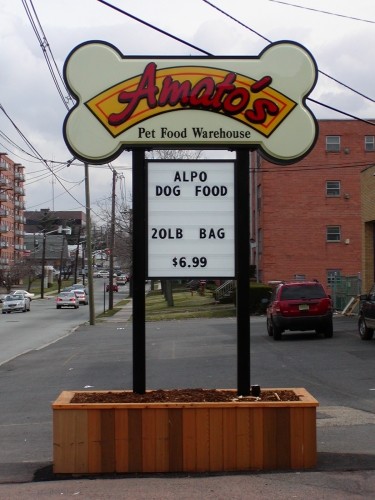 Amato's
Pet Food Warehouse
ALPO
DOG FOOD
20LB BAG
$6.99